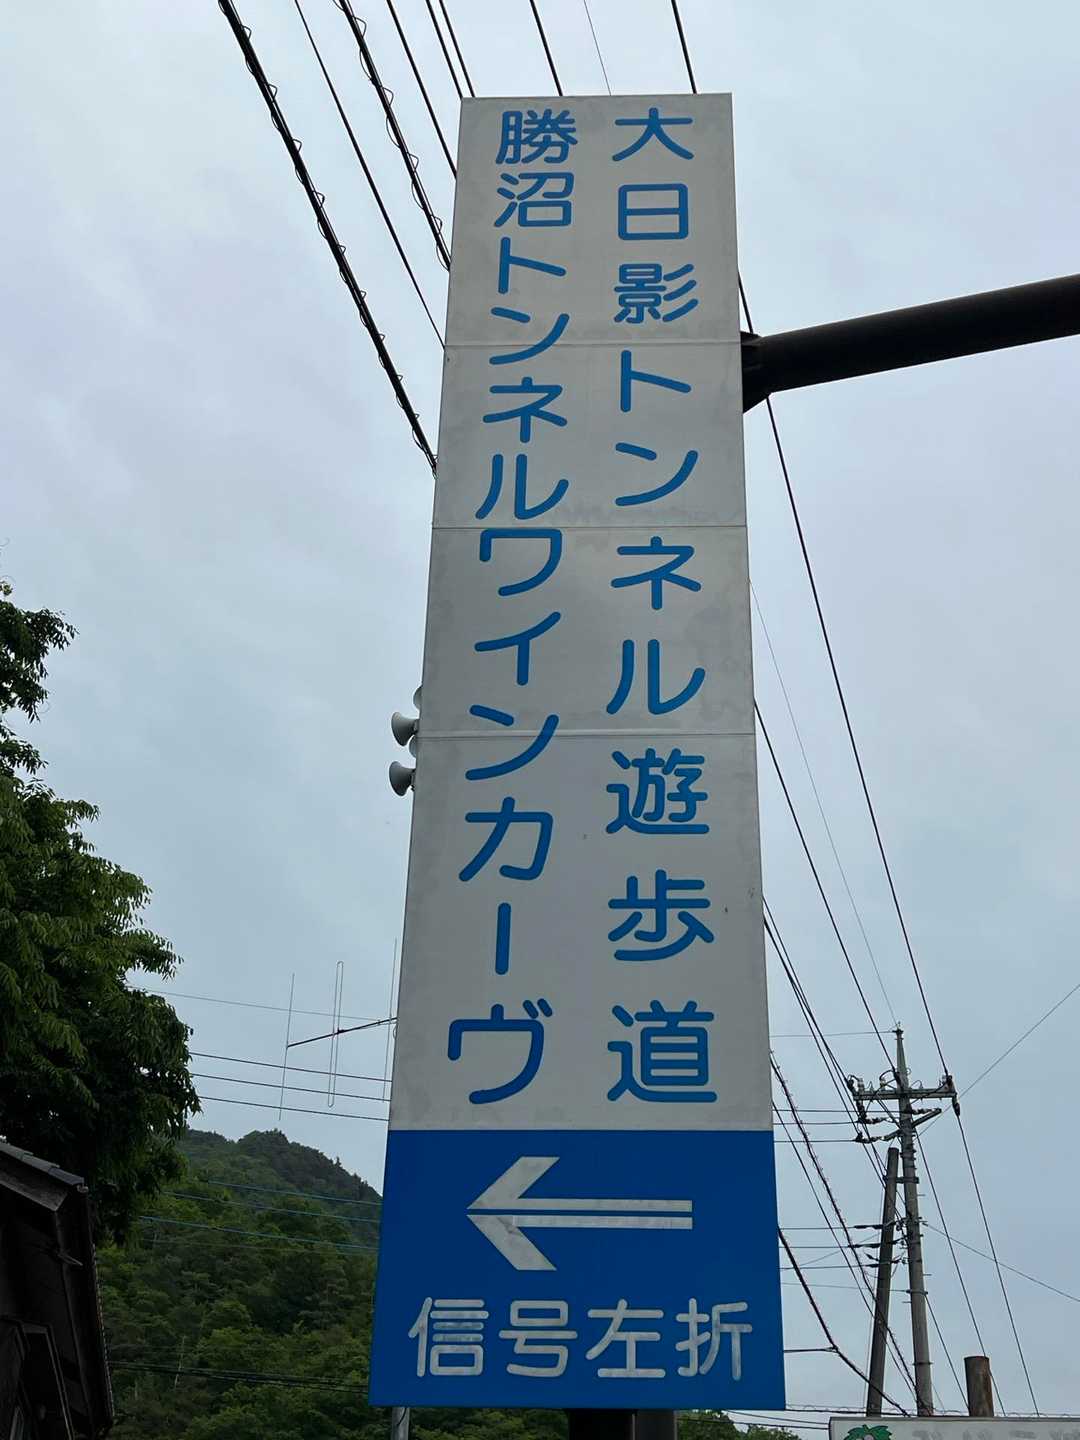 大日影トンネル遊歩道
勝沼トンネルワインカーヴ
信号左折